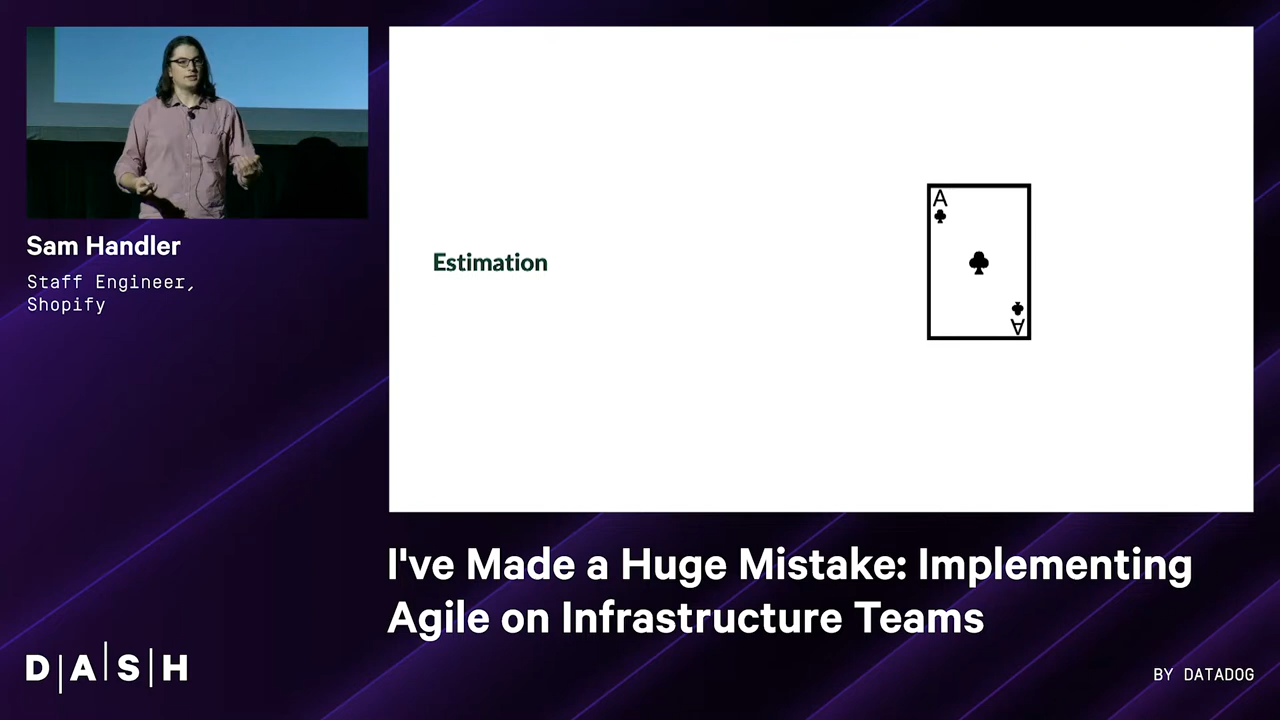 Sam Handler
Staff Engineer,
Shopify
Estimation
A
A
I've Made a Huge Mistake: Implementing
Agile on Infrastructure Teams
D|A|S|H
BY DATADOG